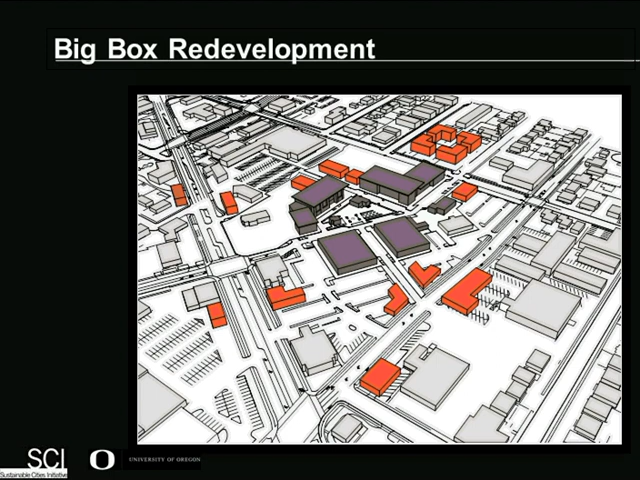 Big Box Redevelopment
SCI
Sustainable Cities Initiative
O
UNIVERSITY OF OREGON